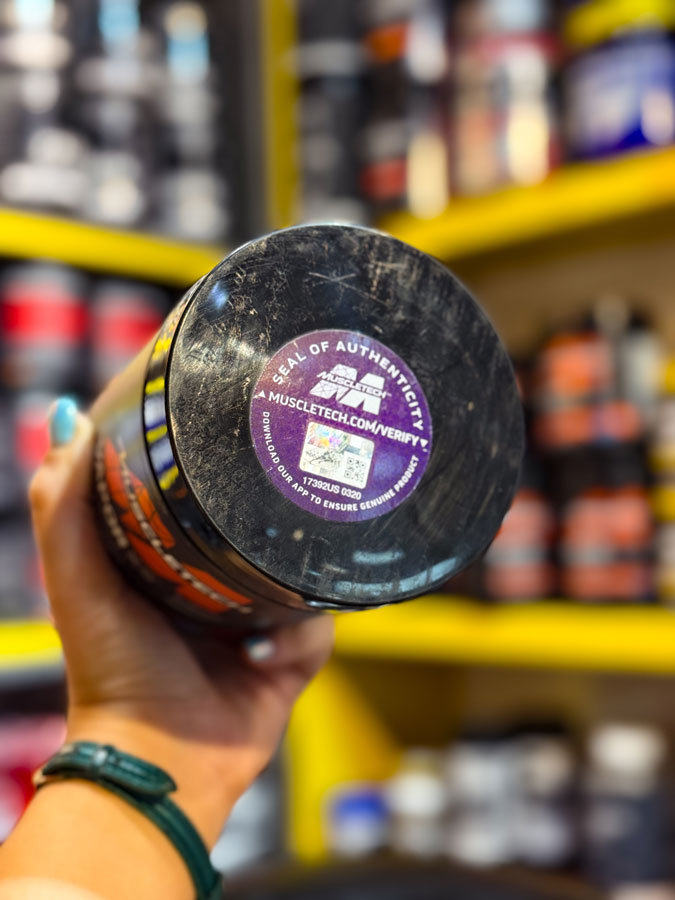 SEAL OF AUTHENTICITY
MUSCLETECH
MUSCLETECH.COM/VERIFY
17392US 0320
DOWNLOAD OUR APP TO ENSURE GENUINE PRODUCT